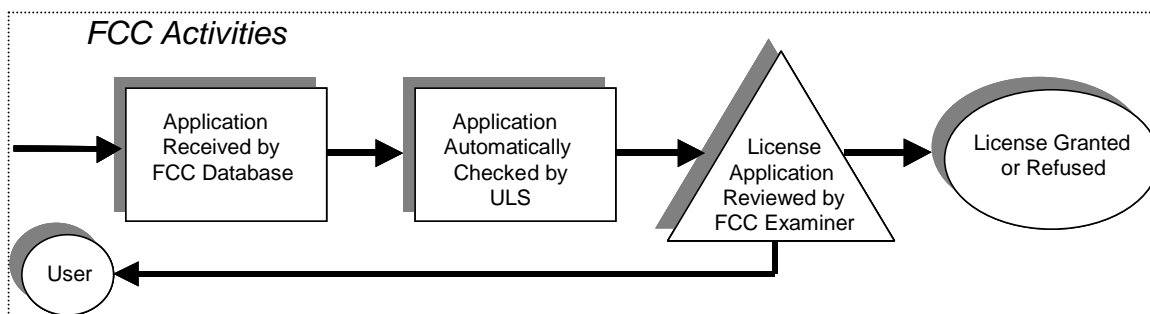 FCC Activities
Application
Received by
FCC Database
Application
Automatically
Checked by
ULS
License
Application
Reviewed by
FCC Examiner
License Granted
or Refused
User